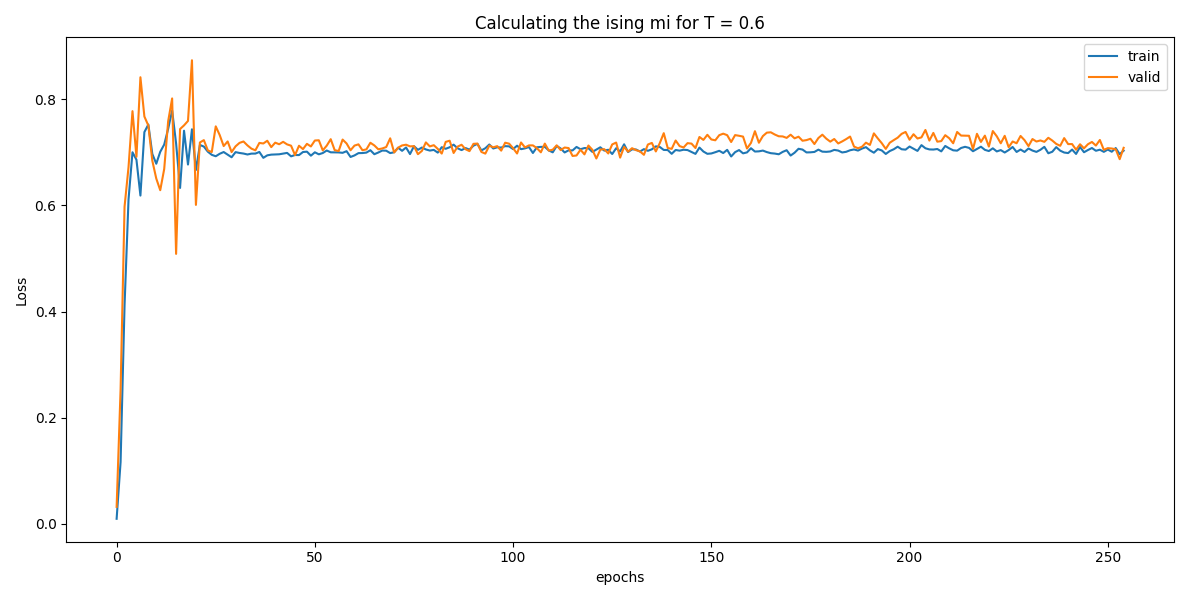 Calculating the ising mi for T = 0.6
train
valid
Loss
0.8
0.6
0.4
0.2
0.0
0 50 100 150 200 250
epochs